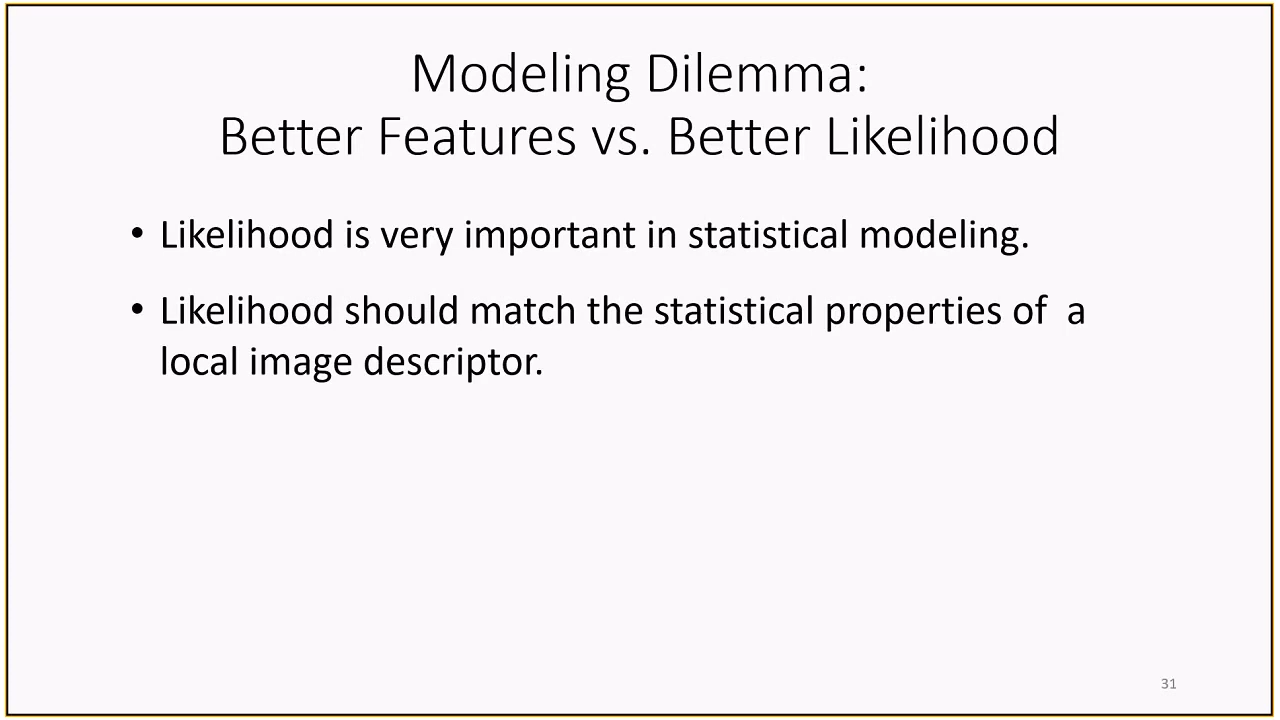 Modeling Dilemma:
Better Features vs. Better Likelihood
• Likelihood is very important in statistical modeling.
• Likelihood should match the statistical properties of  a
local image descriptor.
31